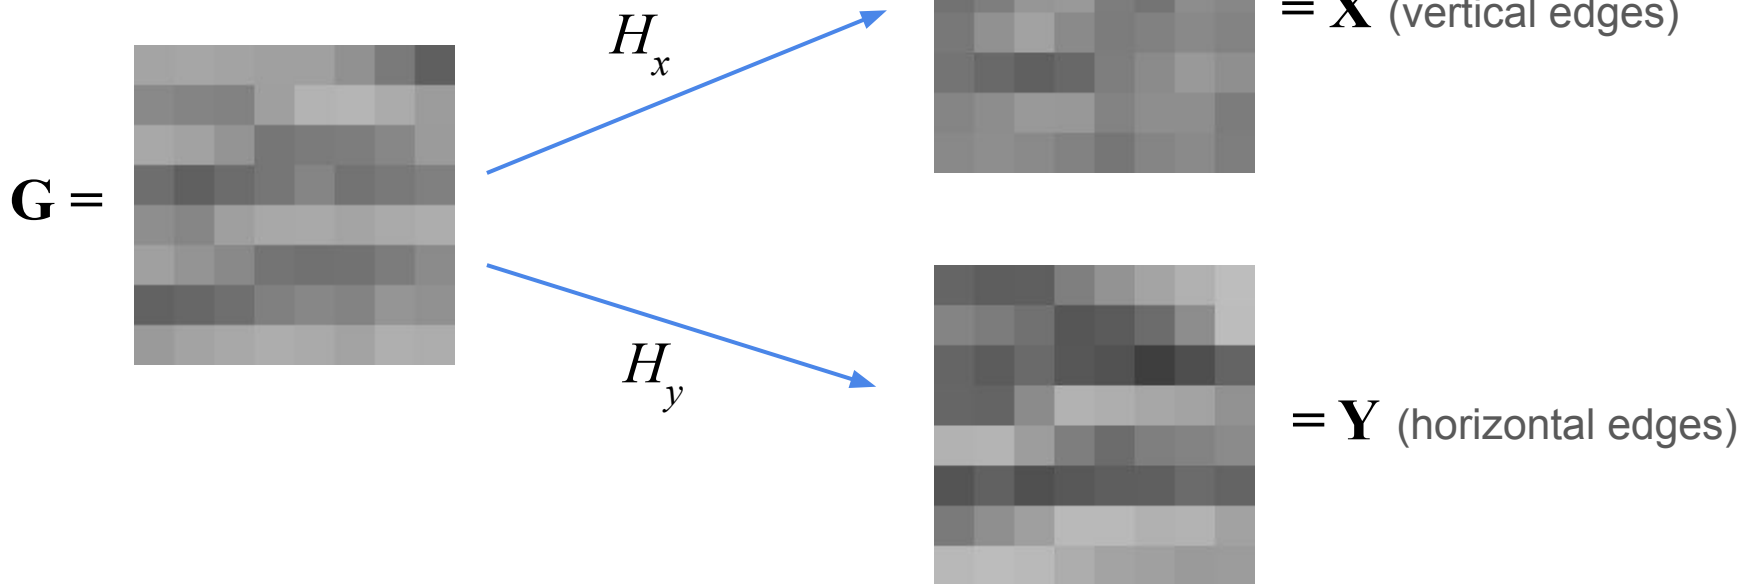 = X (vertical edges)
Hx
G =
Hy
= Y (horizontal edges)